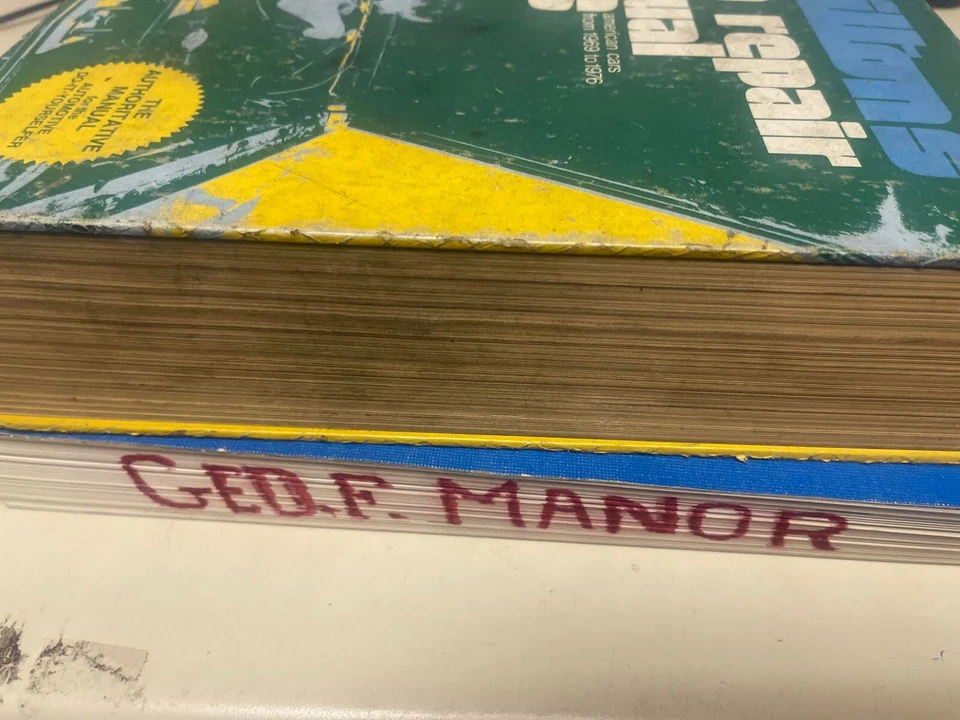 repair
american cars
from 1969 to 1976
THE
AUTHORITATIVE
MANUAL
for the
AUTOMOTIVE
DO-IT-YOURSELFER
GEO.F. MANOR